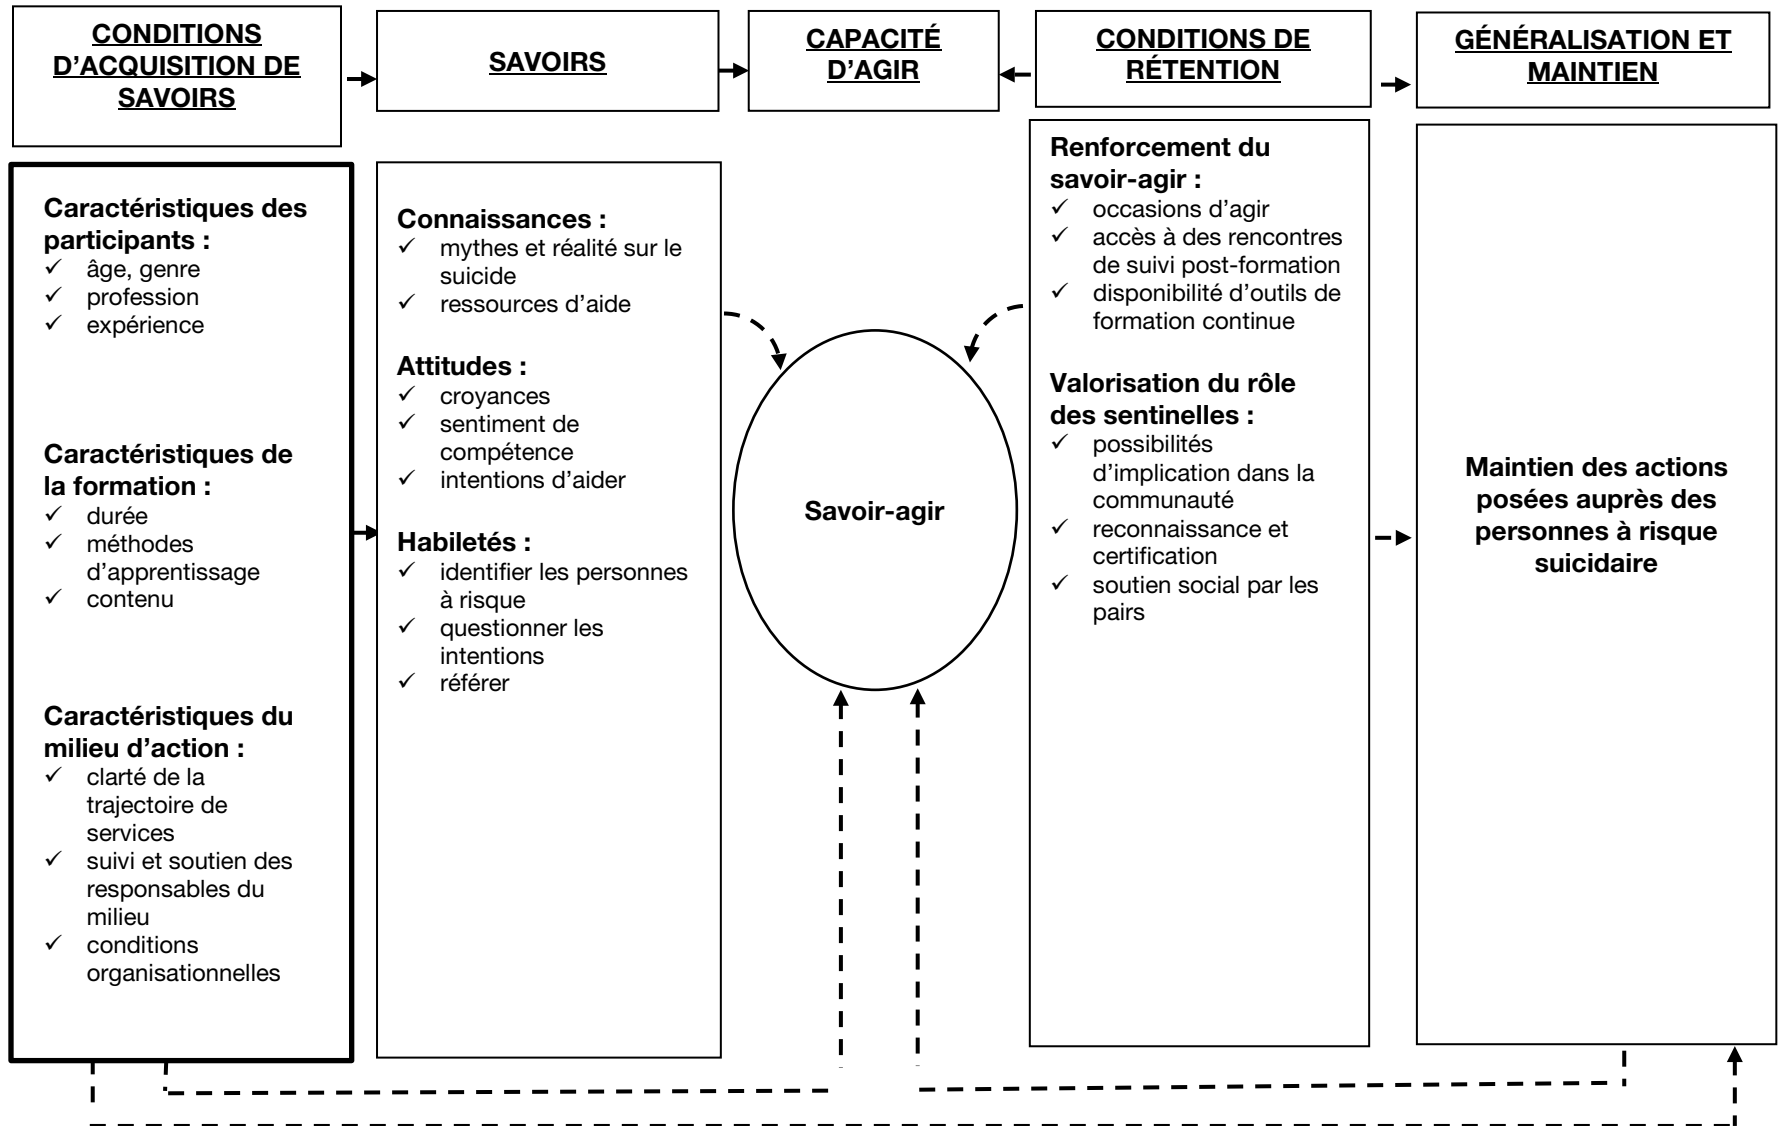 CONDITIONS
D'ACQUISITION DE
SAVOIRS
SAVOIRS
CAPACITÉ
D'AGIR
CONDITIONS DE
RÉTENTION
GÉNÉRALISATION ET
MAINTIEN
Caractéristiques des
participants :
✓ âge, genre
✓ profession
✓ expérience
Caractéristiques de
la formation :
✓ durée
✓ méthodes
d'apprentissage
✓ contenu
Caractéristiques du
milieu d'action :
✓ clarté de la
trajectoire de
services
✓ suivi et soutien des
responsables du
milieu
✓ conditions
organisationnelles
Connaissances :
✓ mythes et réalité sur le
suicide
✓ ressources d'aide
Attitudes :
✓ croyances
✓ sentiment de
compétence
✓ intentions d'aider
Habiletés :
✓ identifier les personnes
à risque
✓ questionner les
intentions
✓ référer
Savoir-agir
Renforcement du
savoir-agir :
✓ occasions d'agir
✓ accès à des rencontres
de suivi post-formation
✓ disponibilité d'outils de
formation continue
Valorisation du rôle
des sentinelles :
✓ possibilités
d'implication dans la
communauté
✓ reconnaissance et
certification
✓ soutien social par les
pairs
Maintien des actions
posées auprès des
personnes à risque
suicidaire